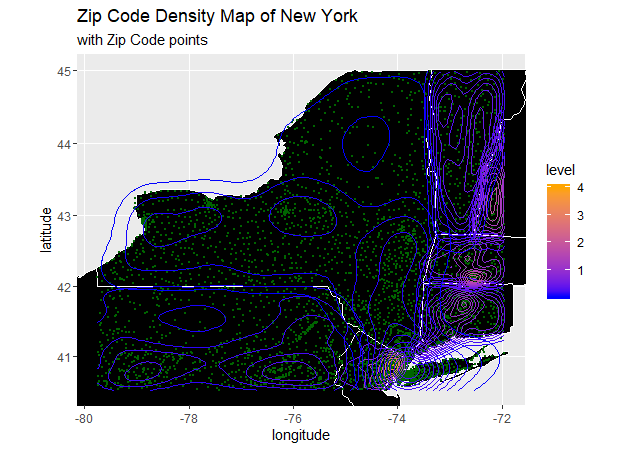 Zip Code Density Map of New York
with Zip Code points
45
44
43
42
41
latitude
-80
-78
-76
-74
-72
longitude
level
4
3
2
1